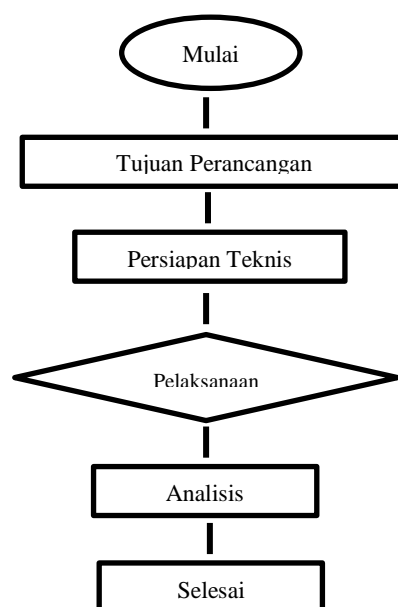 Mulai
Tujuan Perancangan
Persiapan Teknis
Pelaksanaan
Analisis
Selesai